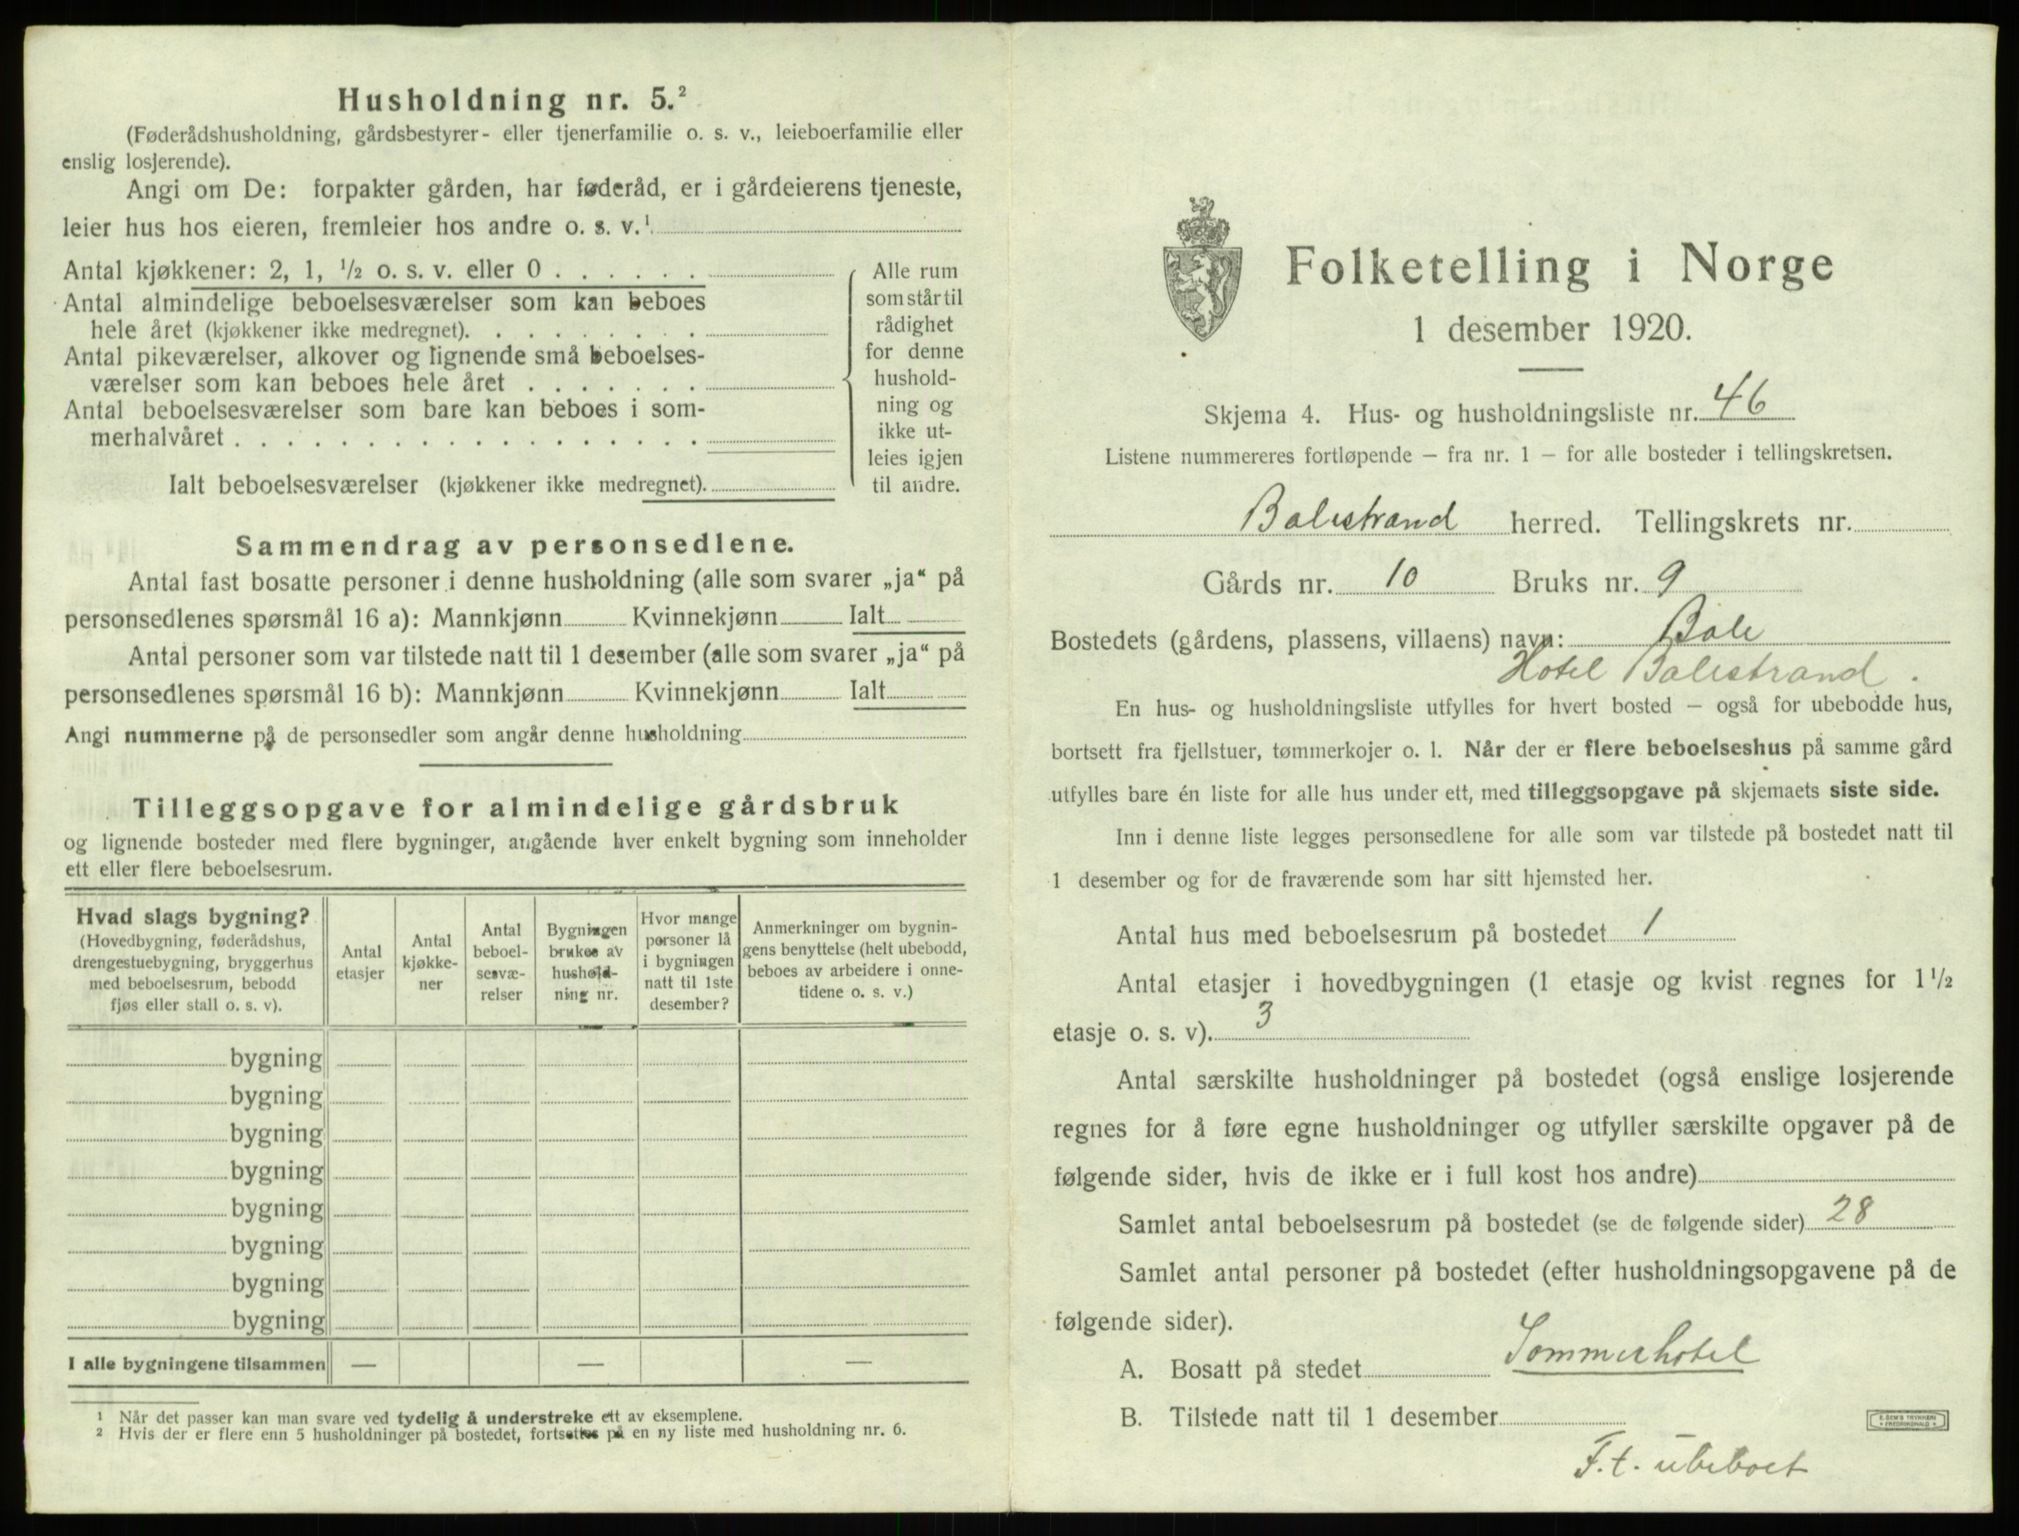 Husholdning nr. 5.²
(Føderådshusholdning, gårdsbestyrer- eller tjenerfamilie o. s. v., leieboerfamilie eller
enslig losjerende).
Angi om De: forpakter gården, har føderåd, er i gårdeierens tjeneste,
leier hus hos eieren, fremleier hos andre o. s. v.¹
Antal kjøkkener: 2, 1, ½ o. s. v. eller 0
Antal almindelige beboelsesværelser som kan beboes
hele året (kjøkkener ikke medregnet).
Antal pikeværelser, alkover og lignende små beboelses-
værelser som kan beboes hele året
Antal beboelsesværelser som bare kan beboes i som-
merhalvåret
Ialt beboelsesværelser (kjøkkener ikke medregnet).
Alle rum
som står til
rådighet
for denne
hushold-
ning og
ikke ut-
leies igjen
til andre.
Sammendrag av personsedlene.
Antal fast bosatte personer i denne husholdning (alle som svarer „ja“ på
personsedlenes spørsmål 16 a): Mannkjønn Kvinnekjønn Ialt
Antal personer som var tilstede natt til 1 desember (alle som svarer „ja“ på
personsedlenes spørsmål 16 b): Mannkjønn Kvinnekjønn Ialt
Angi nummerne på de personsedler som angår denne husholdning
Tilleggsopgave for almindelige gårdsbruk
og lignende bosteder med flere bygninger, angående hver enkelt bygning som inneholder
ett eller flere beboelsesrum.
Hvad slags bygning?
(Hovedbygning, føderådshus,
drengestuebygning, bryggerhus
med beboelsesrum, bebodd
fjøs eller stall o. s. v).
Antal
etasjer
Antal
kjøkke-
ner
Antal
beboel-
sesvæ-
relser
Bygningen
brukes av
hushold-
ning nr.
Hvor mange
personer lå
i bygningen
natt til 1ste
desember?
Anmerkninger om bygnin-
gens benyttelse (helt ubebodd,
beboes av arbeidere i onne-
tidene o. s. v.)
bygning
bygning
bygning
bygning
bygning
bygning
bygning
bygning
I alle bygningene tilsammen — — —
¹ Når det passer kan man svare ved tydelig å understreke ett av eksemplene.
² Hvis der er flere enn 5 husholdninger på bostedet, fortsettes på en ny liste med husholdning nr. 6.
Folketelling i Norge
1 desember 1920.
Skjema 4. Hus- og husholdningsliste nr. 46
Listene nummereres fortløpende – fra nr. 1 – for alle bosteder i tellingskretsen.
Balestrand herred. Tellingskrets nr.
Gårds nr. 10 Bruks nr. 9
Bostedets (gårdens, plassens, villaens) navn: Bale
Hotel Balestrand.
En hus- og husholdningsliste utfylles for hvert bosted – også for ubebodde hus,
bortsett fra fjellstuer, tømmerkojer o. l. Når der er flere beboelseshus på samme gård
utfylles bare én liste for alle hus under ett, med tilleggsopgave på skjemaets siste side.
Inn i denne liste legges personsedlene for alle som var tilstede på bostedet natt til
1 desember og for de fraværende som har sitt hjemsted her.
Antal hus med beboelsesrum på bostedet 1
Antal etasjer i hovedbygningen (1 etasje og kvist regnes for 1½
etasje o. s. v). 3
Antal særskilte husholdninger på bostedet (også enslige losjerende
regnes for å føre egne husholdninger og utfyller særskilte opgaver på de
følgende sider, hvis de ikke er i full kost hos andre)
Samlet antal beboelsesrum på bostedet (se de følgende sider) 28
Samlet antal personer på bostedet (efter husholdningsopgavene på de
følgende sider).
A. Bosatt på stedet Sommerhotel
B. Tilstede natt til 1 desember
F.t. ubeboet
E. SEM'S TRYKKERI
FREDRIKSHALD